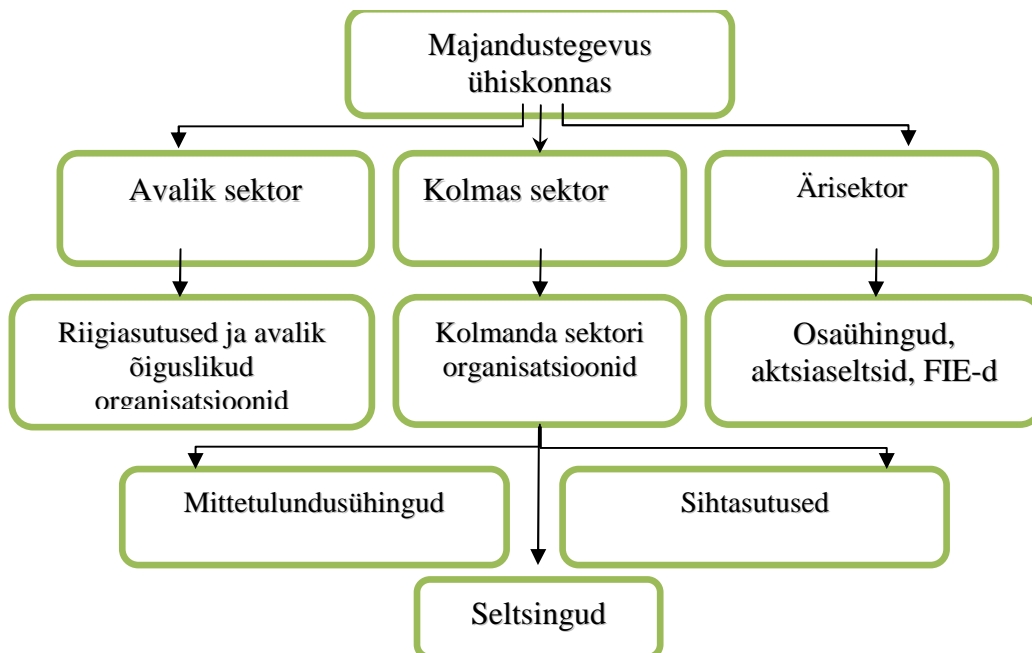 Majandustegevus
ühiskonnas
Avalik sektor
Kolmas sektor
Ärisektor
Riigiasutused ja avalik
õiguslikud
organisatsioonid
Kolmanda sektori
organisatsioonid
Osaühingud,
aktsiaseltsid, FIE-d
Mittetulundusühingud
Sihtasutused
Seltsingud